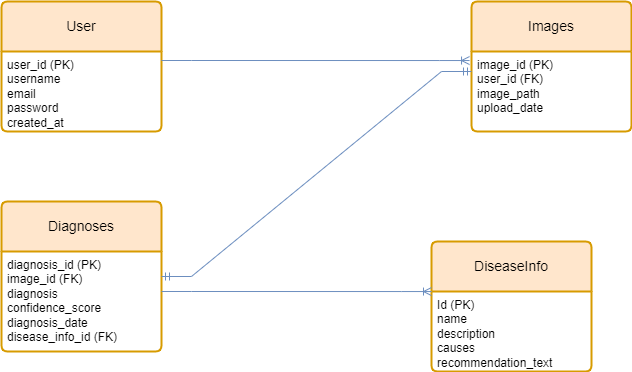 User
user_id (PK)
username
email
password
created_at
Images
image_id (PK)
user_id (FK)
image_path
upload_date
Diagnoses
diagnosis_id (PK)
image_id (FK)
diagnosis
confidence_score
diagnosis_date
disease_info_id (FK)
DiseaseInfo
Id (PK)
name
description
causes
recommendation_text